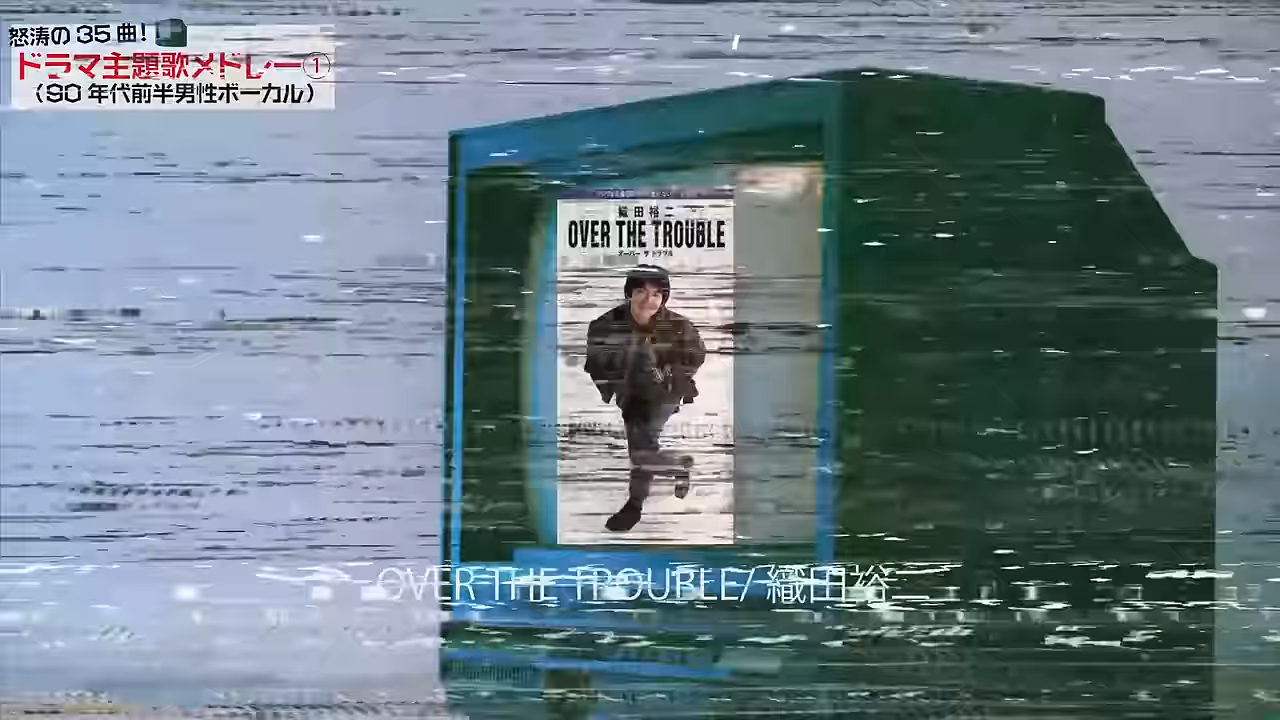 怒涛の35曲!
ドラマ主題歌メドレー①
（90年代前半男性ボーカル）
織田裕二
OVER THE TROUBLE
オーバー ザ トラブル
OVER THE TROUBLE/ 織田裕